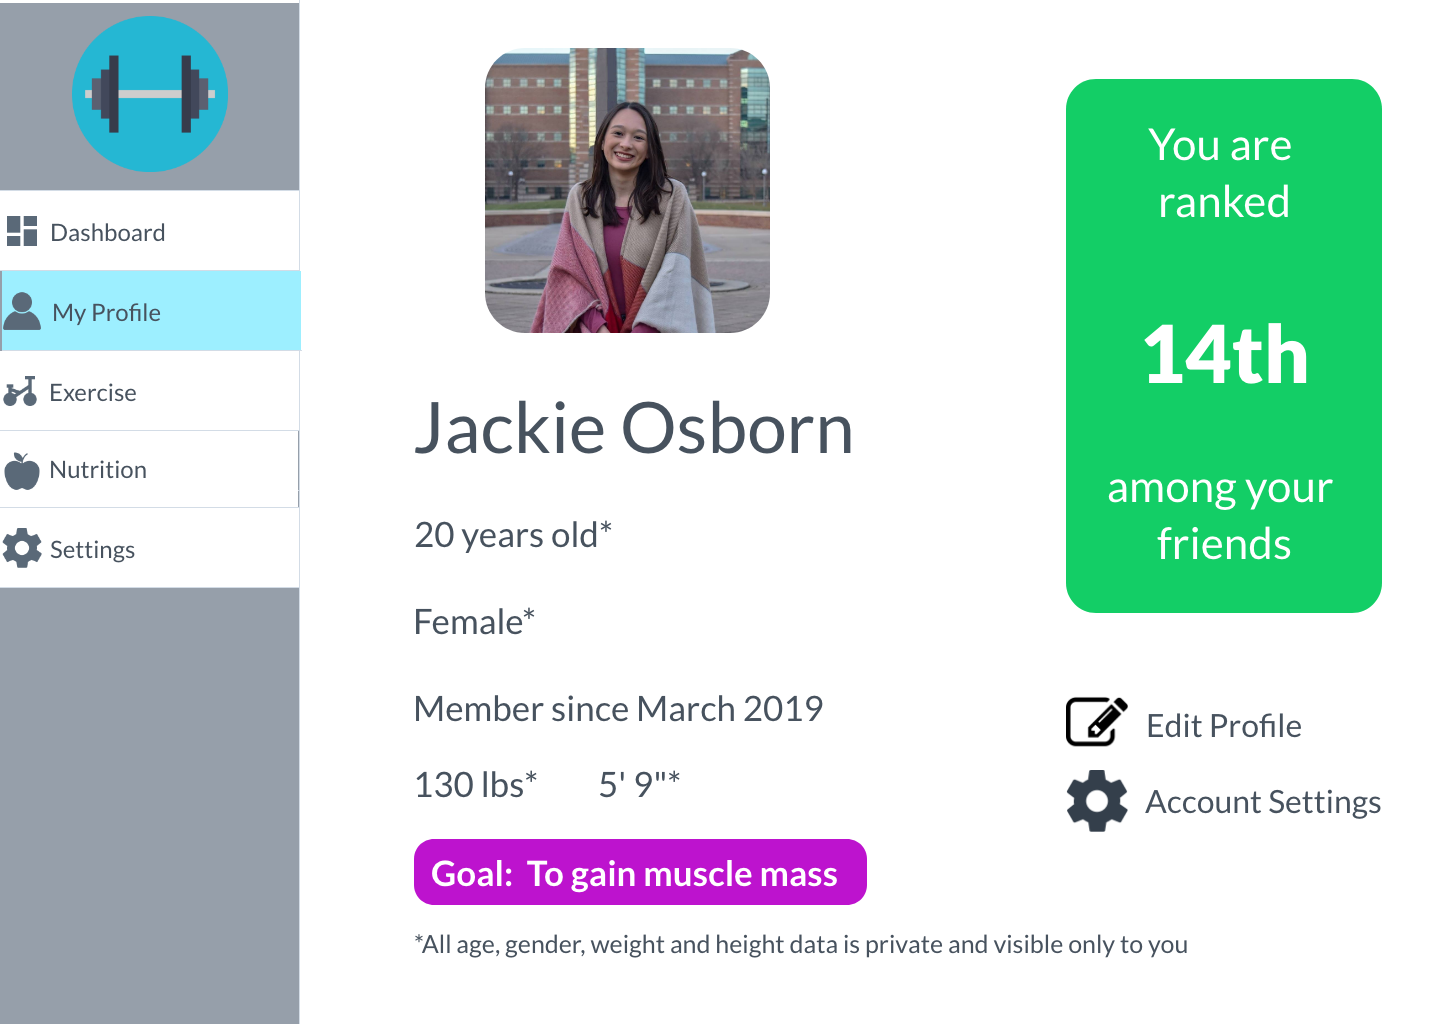 Dashboard
My Profile
Exercise
Nutrition
Settings
Jackie Osborn
20 years old*
Female*
Member since March 2019
130 lbs* 5' 9"*
Goal: To gain muscle mass
*All age, gender, weight and height data is private and visible only to you
You are
ranked
14th
among your
friends
Edit Profile
Account Settings